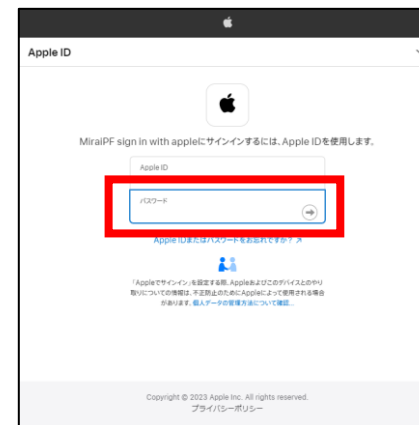 Apple ID
MiraiPF sign in with appleにサインインするには、Apple IDを使用します。
Apple ID
パスワード
Apple IDまたはパスワードをお忘れですか？
「Appleでサインイン」を設定する際、Appleおよびこのデバイスとのやり
取りについての情報は、不正防止のためにAppleによって使用される場合
があります。個人データの管理方法について確認...
Copyright © 2023 Apple Inc. All rights reserved.
プライバシーポリシー